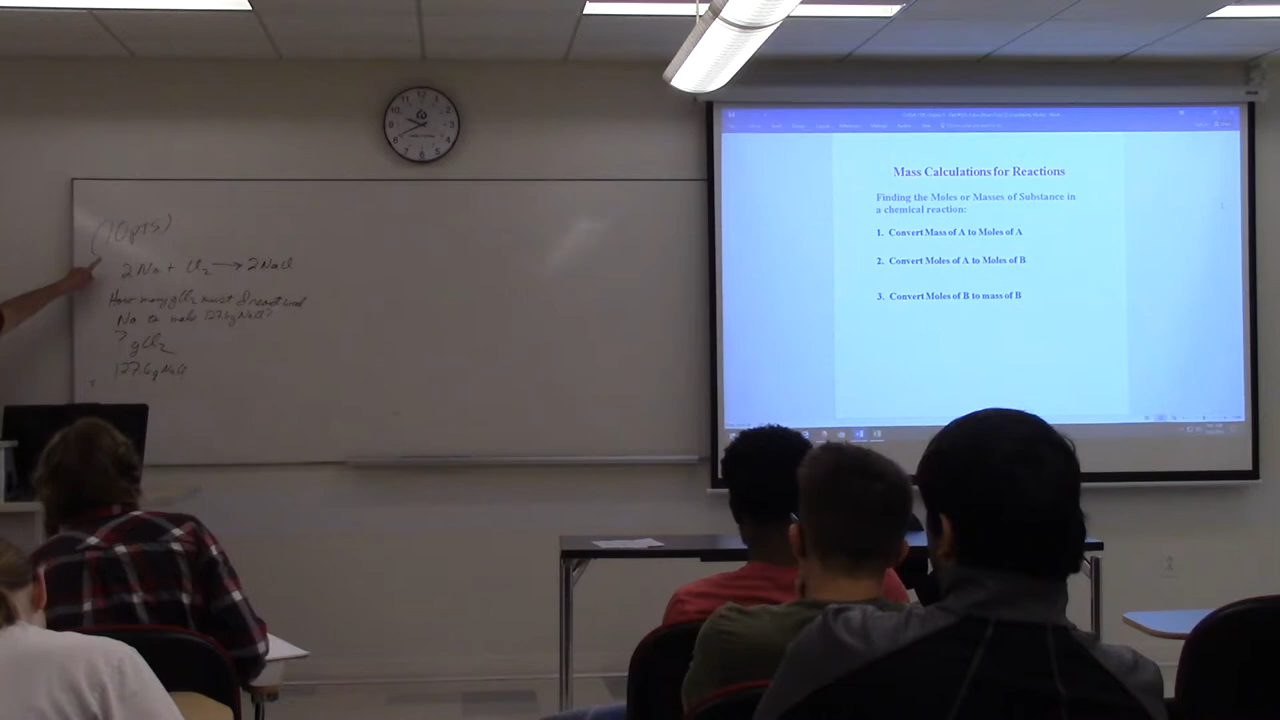 (10pts)
2Na + Cl₂ → 2NaCl
How many gCl₂ must I react with
Na to make 127.6g NaCl?
? gCl₂
127.6g NaCl
Mass Calculations for Reactions
Finding the Moles or Masses of Substance in
a chemical reaction:
1. Convert Mass of A to Moles of A
2. Convert Moles of A to Moles of B
3. Convert Moles of B to mass of B